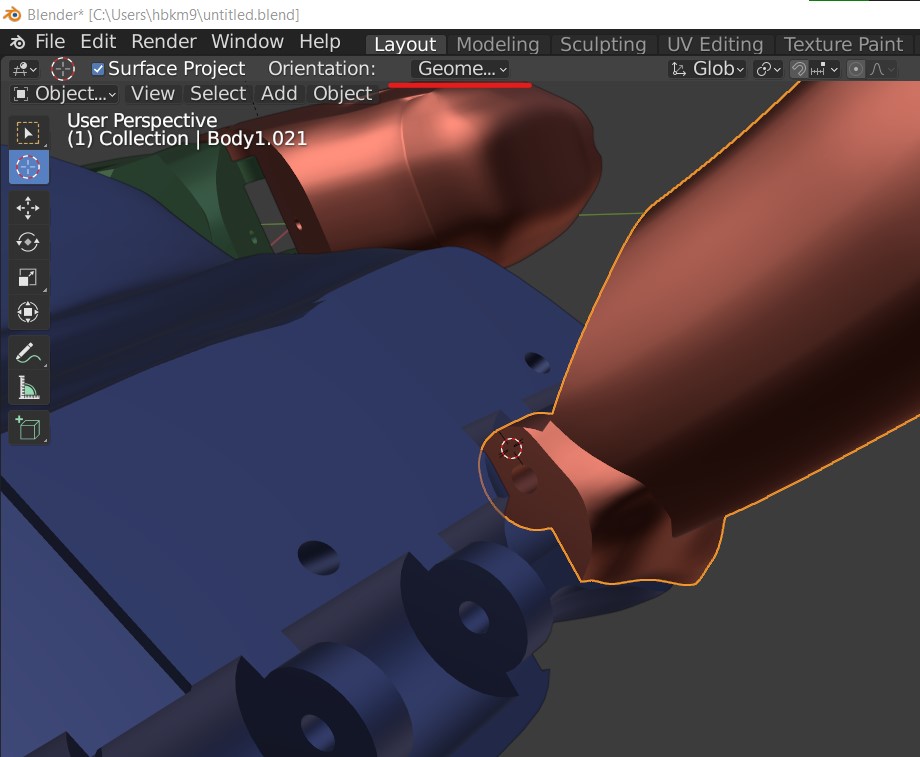 Blender* [C:\Users\hbkm9\untitled.blend]
File Edit Render Window Help Layout Modeling Sculpting UV Editing Texture Paint
Surface Project Orientation: Geome... Glob
Object... View Select Add Object
User Perspective
(1) Collection | Body1.021